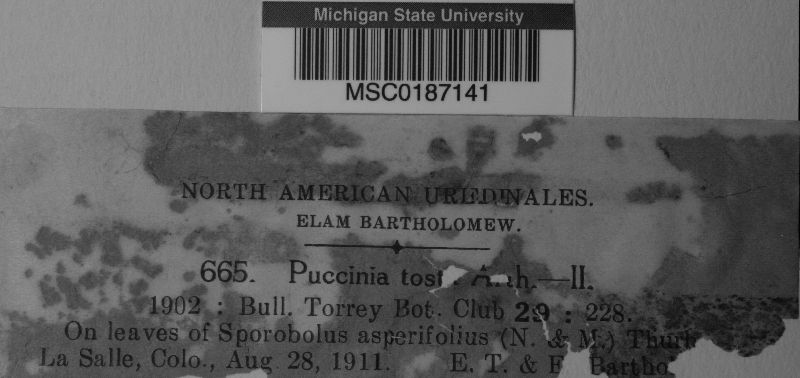 Michigan State University
MSC0187141
NORTH AMERICAN UREDINALES.
ELAM BARTHOLOMEW.
665. Puccinia —II.
1902 : Bull. Torrey Bot. Club 29 : 228.
On leaves of Sporobolus asperifolius (N. & M.)
La Salle, Colo., Aug. 28, 1911. E. T. &